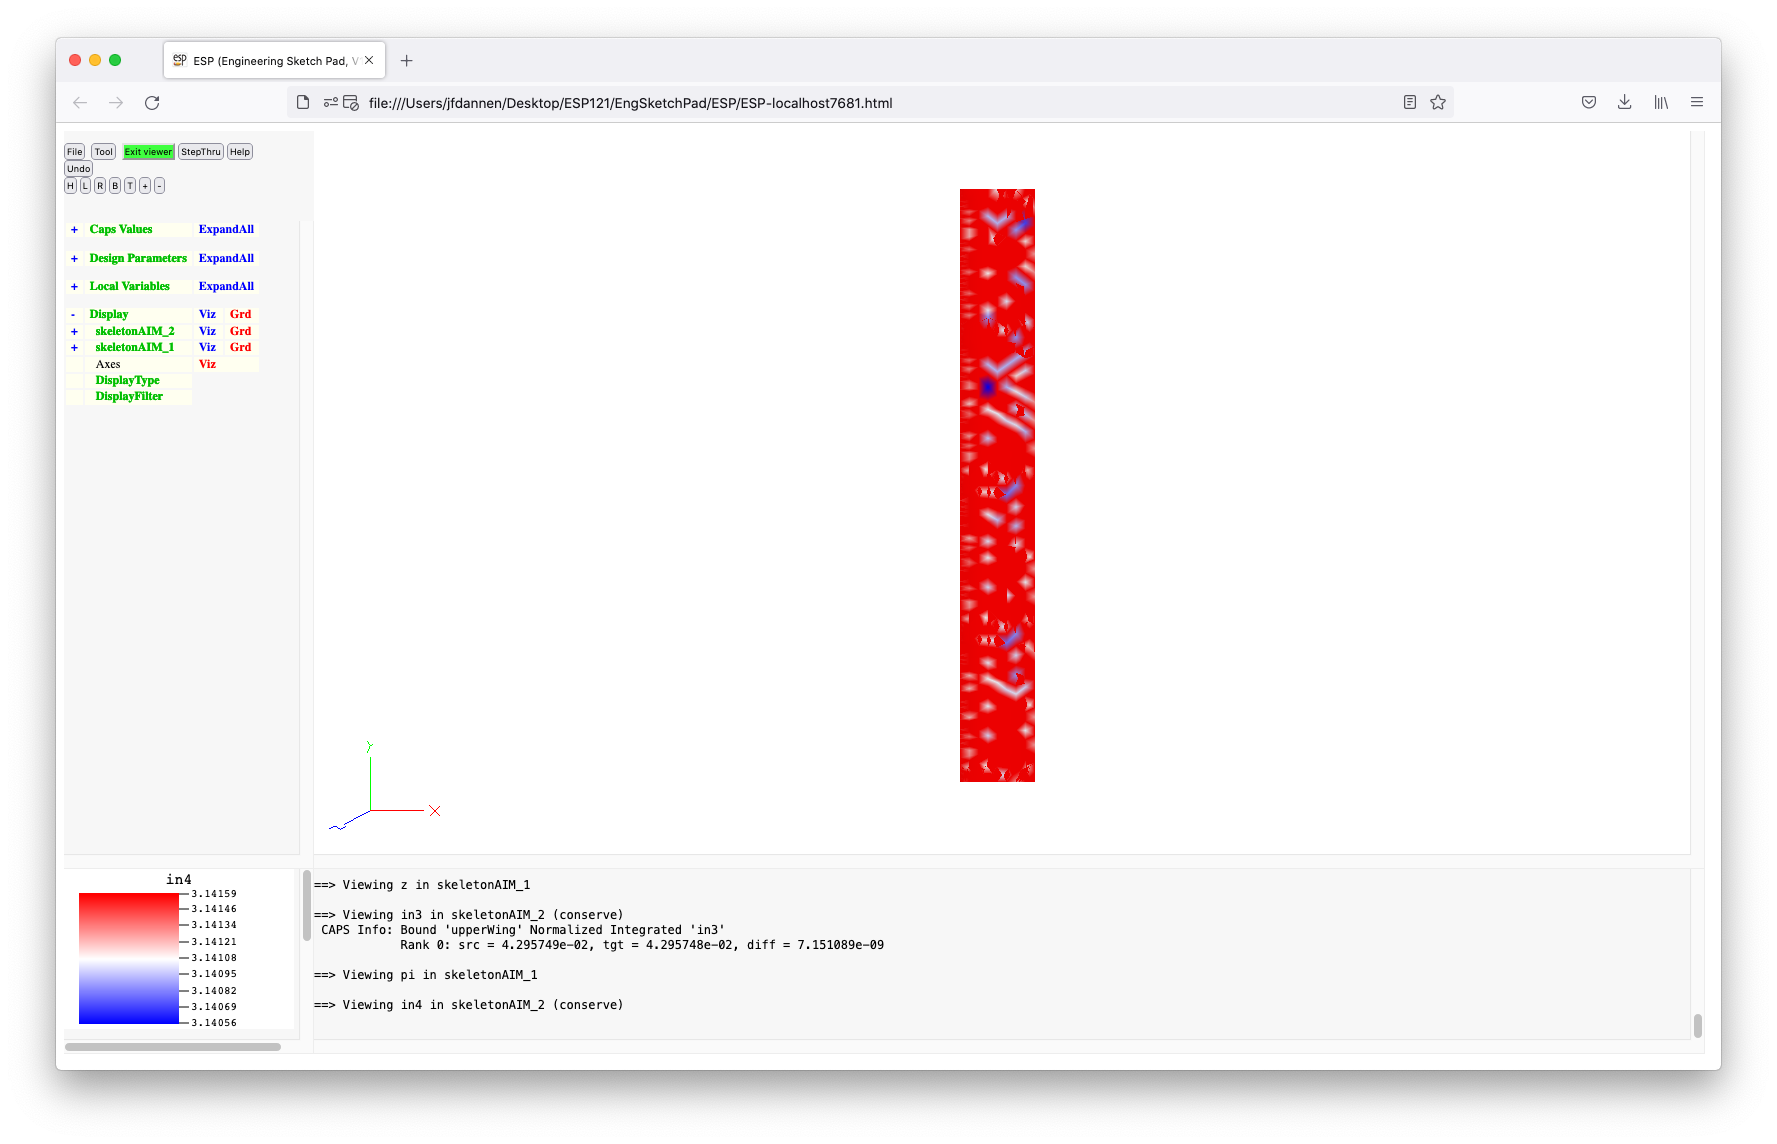 ESP (Engineering Sketch Pad, V
file:///Users/jfdannen/Desktop/ESP121/EngSketchPad/ESP/ESP-localhost7681.html
File Tool Exit viewer StepThru Help
Undo
H L R B T + -
+ Caps Values ExpandAll
+ Design Parameters ExpandAll
+ Local Variables ExpandAll
- Display Viz Grd
+ skeletonAIM_2 Viz Grd
+ skeletonAIM_1 Viz Grd
Axes Viz
DisplayType
DisplayFilter
Y
X
Z
in4
3.14159
3.14146
3.14134
3.14121
3.14108
3.14095
3.14082
3.14069
3.14056
==> Viewing z in skeletonAIM_1
==> Viewing in3 in skeletonAIM_2 (conserve)
CAPS Info: Bound 'upperWing' Normalized Integrated 'in3'
Rank 0: src = 4.295749e-02, tgt = 4.295748e-02, diff = 7.151089e-09
==> Viewing pi in skeletonAIM_1
==> Viewing in4 in skeletonAIM_2 (conserve)